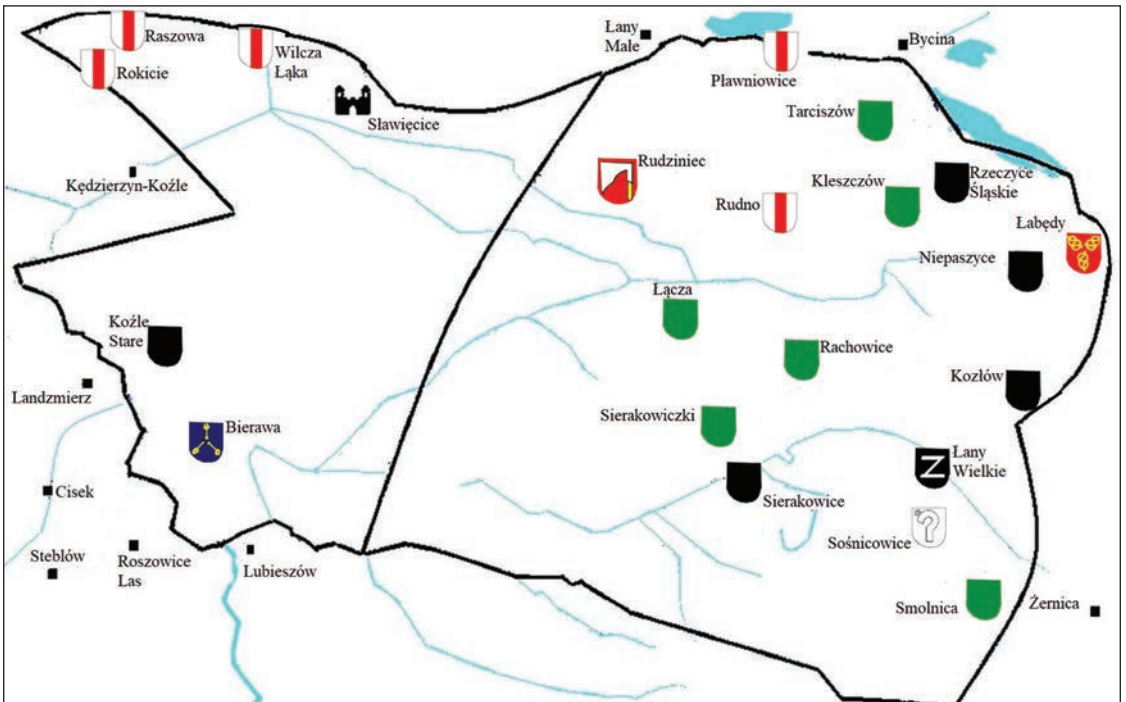 Raszowa
Rokicie
Wilcza
Łąka
Sławięcice
Łany
Małe
Pławniowice
Bycina
Tarciszów
Kędzierzyn-Koźle
Rudziniec
Rudno
Kleszczów
Rzeczyce
Śląskie
Łabędy
Niepaszyce
Łącza
Koźle
Stare
Rachowice
Landzmierz
Kozłów
Bierawa
Sierakowiczki
Łany
Wielkie
Z
Cisek
Sierakowice
?
Sośnicowice
Steblów
Roszowice
Las
Lubieszów
Smolnica
Żernica